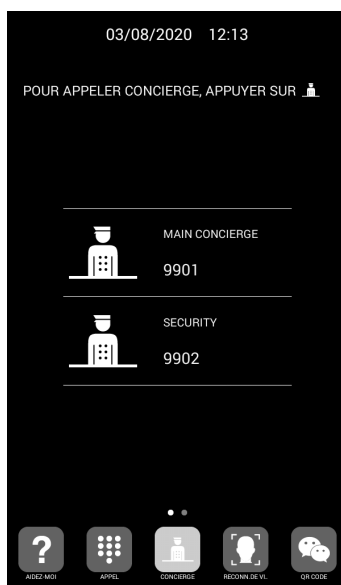 03/08/2020 12:13
POUR APPELER CONCIERGE, APPUYER SUR
MAIN CONCIERGE
9901
SECURITY
9902
?
AIDEZ-MOI
APPEL
CONCIERGE
RECONN.DE VI.
QR CODE